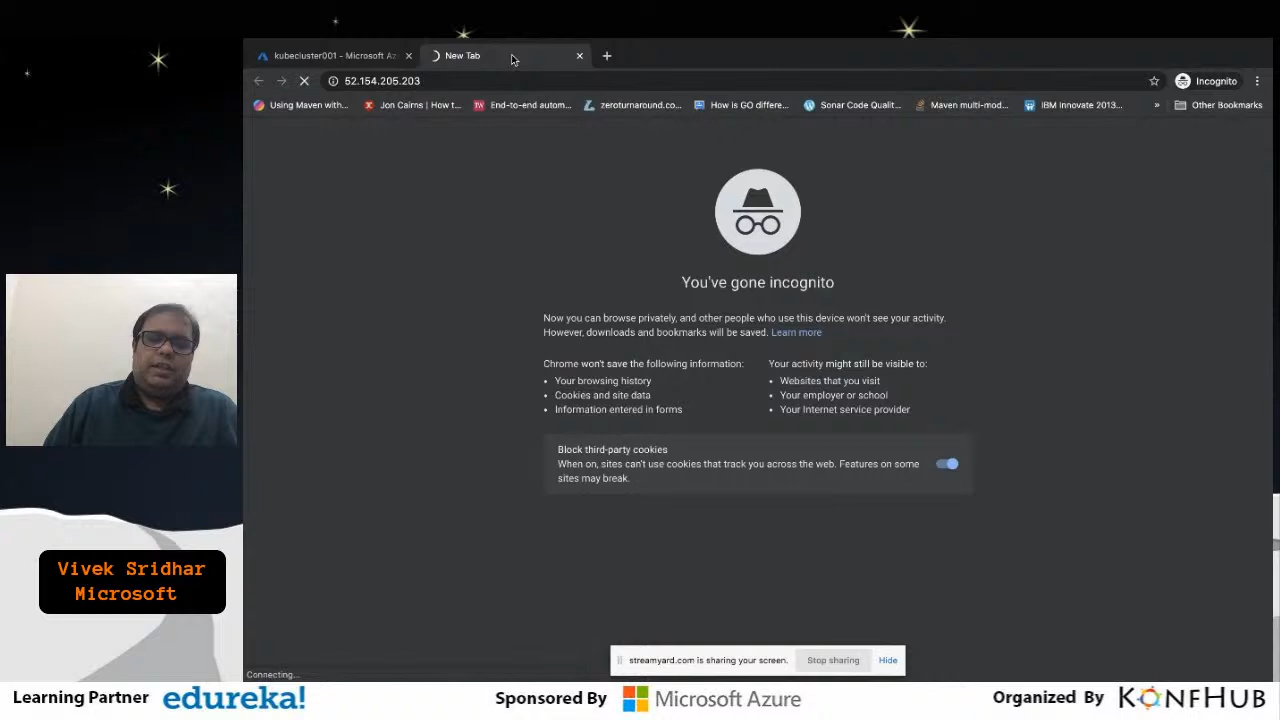 kubecluster001 - Microsoft Az
New Tab
52.154.205.203
Incognito
Using Maven with...
Jon Cairns | How t...
End-to-end autom...
zeroturnaround.co...
How is GO differe...
Sonar Code Qualit...
Maven multi-mod...
IBM Innovate 2013...
»
Other Bookmarks
You've gone incognito
Now you can browse privately, and other people who use this device won't see your activity.
However, downloads and bookmarks will be saved. Learn more
Chrome won't save the following information:
• Your browsing history
• Cookies and site data
• Information entered in forms
Your activity might still be visible to:
• Websites that you visit
• Your employer or school
• Your Internet service provider
Block third-party cookies
When on, sites can't use cookies that track you across the web. Features on some
sites may break.
Vivek Sridhar
Microsoft
streamyard.com is sharing your screen.
Stop sharing
Hide
Connecting...
Learning Partner edureka!
Sponsored By Microsoft Azure
Organized By KONFHUB